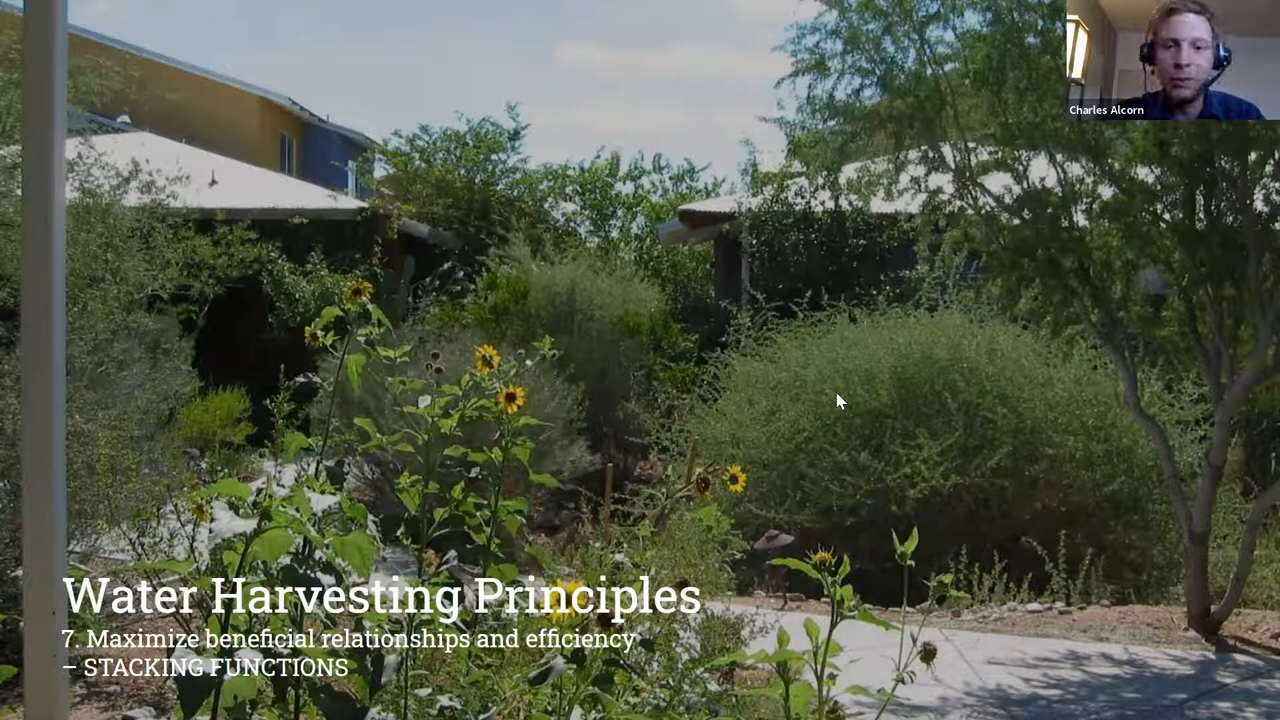 Charles Alcorn
Water Harvesting Principles
7. Maximize beneficial relationships and efficiency
– STACKING FUNCTIONS